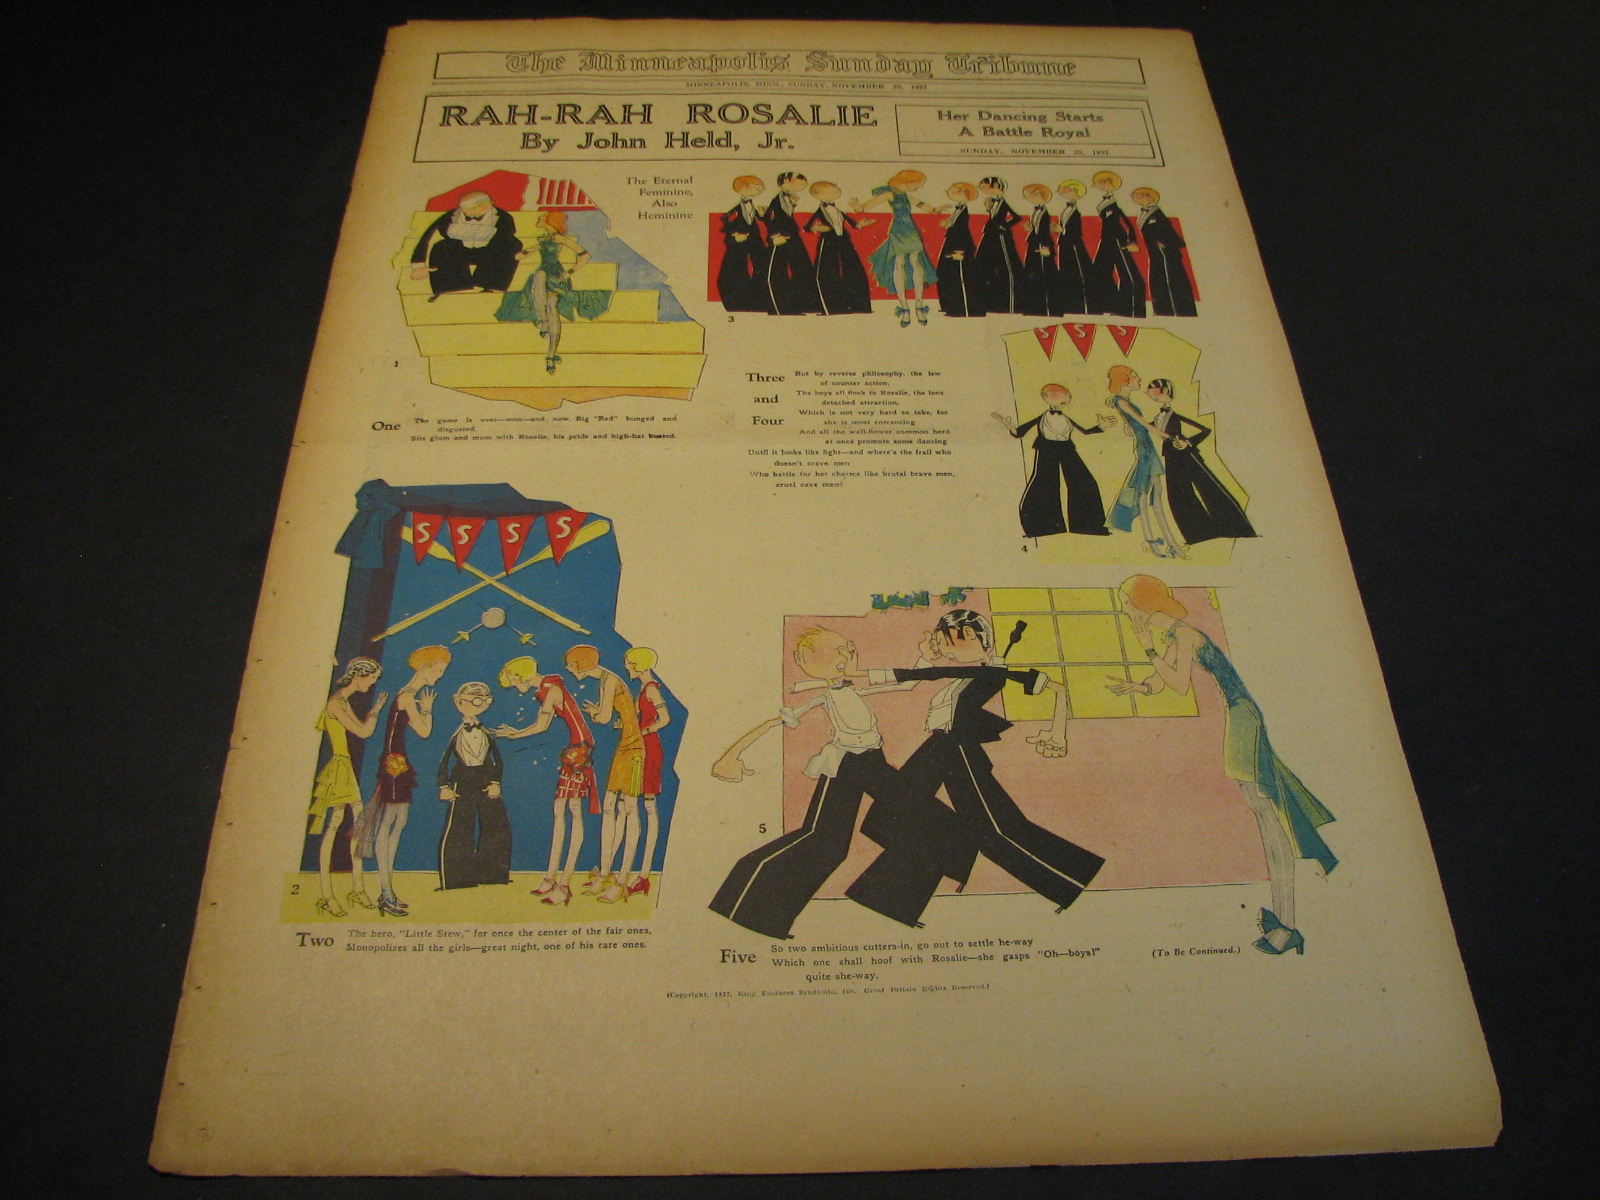 The Minneapolis Sunday Tribune
MINNEAPOLIS, MINN., SUNDAY, NOVEMBER 20, 1927
RAH-RAH ROSALIE
By John Held, Jr.
Her Dancing Starts
A Battle Royal
SUNDAY, NOVEMBER 20, 1927
The Eternal
Feminine,
Also
Heminine
1
One
The game is over—won—and, now, Big "Red" hunged and
disgusted,
Sits glum and mum with Rosalie, his pride and high-hat busted.
3
Three
and
Four
But by reverse philosophy, the law
of counter action,
The boys all flock to Rosalie, the lens
detached attraction,
Which is not very hard to take, for
she is most entrancing
And all the wall-flower common herd
at once promote some dancing
Until it looks like fight—and where's the frail who
doesn't crave men
Who battle for her charms like brutal brave men,
cruel cave men?
S S S
4
S S S S
2
Two
The hero, "Little Stew," for once the center of the fair ones,
Monopolizes all the girls—great night, one of his rare ones.
5
Five
So two ambitious cutters-in, go out to settle he-way
Which one shall hoof with Rosalie—she gasps "Oh—boys!"
quite she-way.
(To Be Continued.)
(Copyright, 1927, King Features Syndicate, Inc., Great Britain Rights Reserved.)